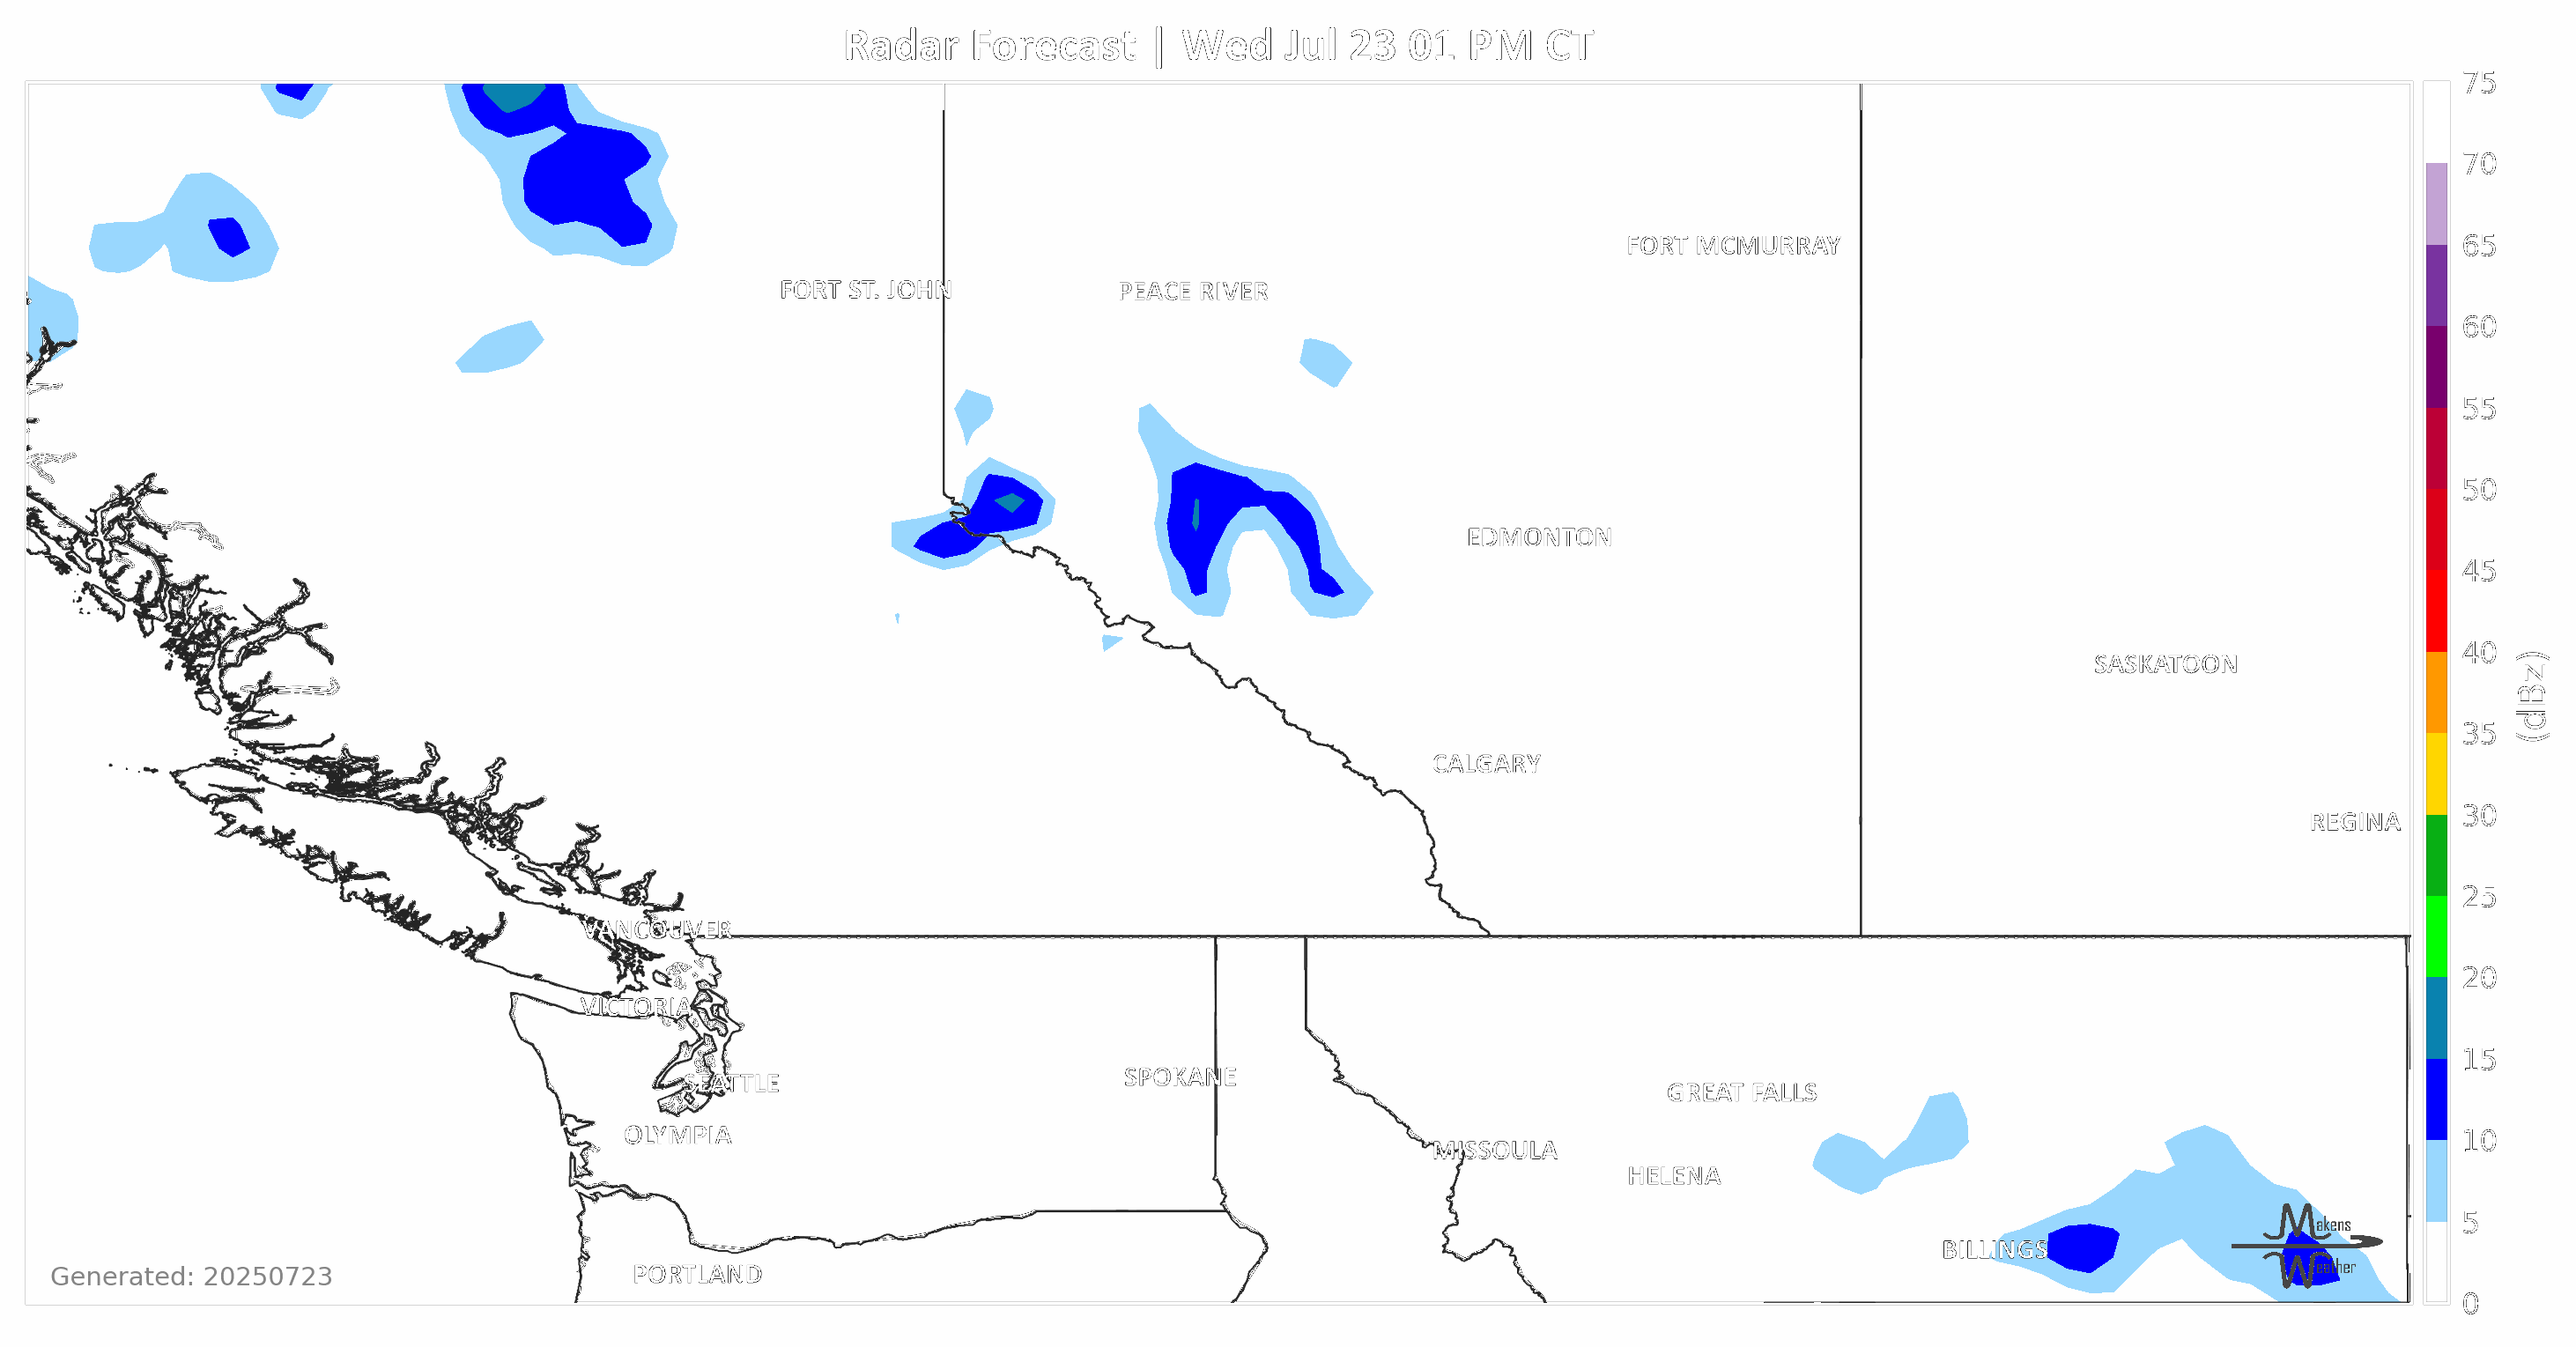 Radar Forecast | Wed Jul 23 01 PM CT
75
70
65
60
55
50
45
40
35
30
25
20
15
10
5
0
(dBz)
FORT MCMURRAY
FORT ST. JOHN
PEACE RIVER
EDMONTON
SASKATOON
CALGARY
REGINA
VANCOUVER
VICTORIA
SEATTLE
SPOKANE
GREAT FALLS
OLYMPIA
MISSOULA
HELENA
BILLINGS
PORTLAND
Makens
Weather
Generated: 20250723